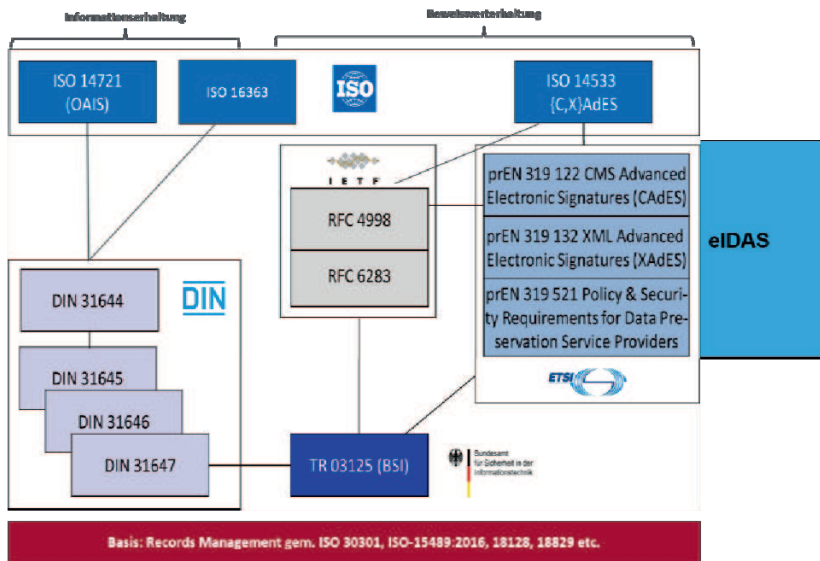 Informationserhaltung
Beweiswerterhaltung
ISO 14721
(OAIS)
ISO 16363
ISO
ISO 14533
{C,X}AdES
IETF
RFC 4998
RFC 6283
prEN 319 122 CMS Advanced
Electronic Signatures (CAdES)
prEN 319 132 XML Advanced
Electronic Signatures (XAdES)
prEN 319 521 Policy & Securi-
ty Requirements for Data Pre-
servation Service Providers
ETSI
eIDAS
DIN 31644
DIN
DIN 31645
DIN 31646
DIN 31647
TR 03125 (BSI)
Bundesamt
für Sicherheit in der
Informationstechnik
Basis: Records Management gem. ISO 30301, ISO-15489:2016, 18128, 18829 etc.